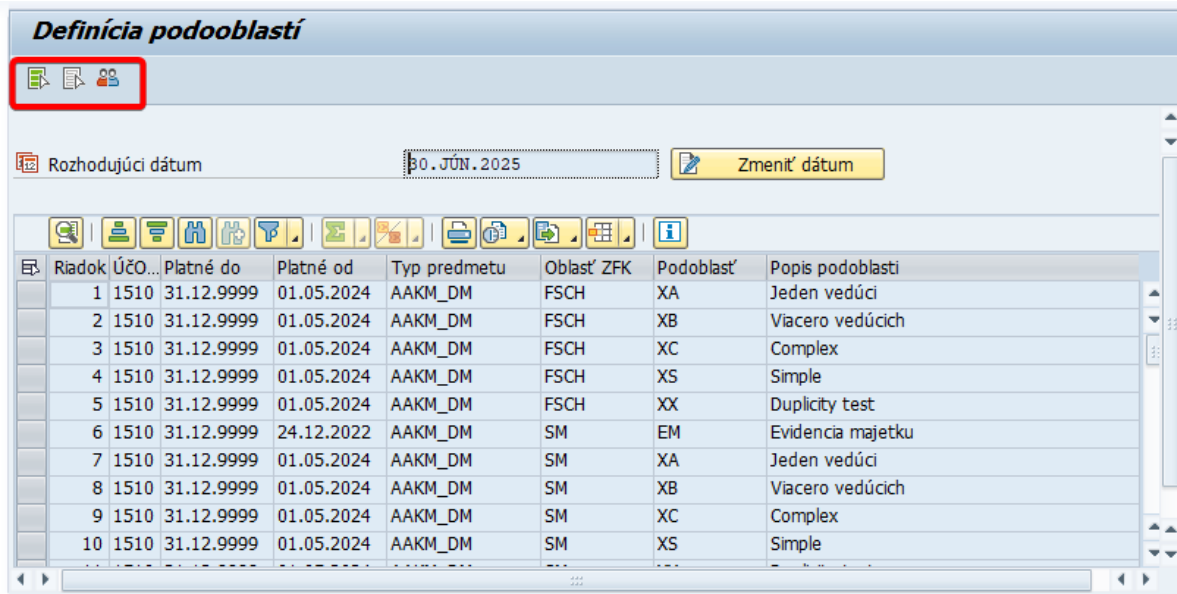 Definícia podooblastí
Rozhodujúci dátum 30.JÚN.2025 Zmeniť dátum
Riadok ÚčO... Platné do Platné od Typ predmetu Oblasť ZFK Podoblasť Popis podoblasti
1 1510 31.12.9999 01.05.2024 AAKM_DM FSCH XA Jeden vedúci
2 1510 31.12.9999 01.05.2024 AAKM_DM FSCH XB Viacero vedúcich
3 1510 31.12.9999 01.05.2024 AAKM_DM FSCH XC Complex
4 1510 31.12.9999 01.05.2024 AAKM_DM FSCH XS Simple
5 1510 31.12.9999 01.05.2024 AAKM_DM FSCH XX Duplicity test
6 1510 31.12.9999 24.12.2022 AAKM_DM SM EM Evidencia majetku
7 1510 31.12.9999 01.05.2024 AAKM_DM SM XA Jeden vedúci
8 1510 31.12.9999 01.05.2024 AAKM_DM SM XB Viacero vedúcich
9 1510 31.12.9999 01.05.2024 AAKM_DM SM XC Complex
10 1510 31.12.9999 01.05.2024 AAKM_DM SM XS Simple